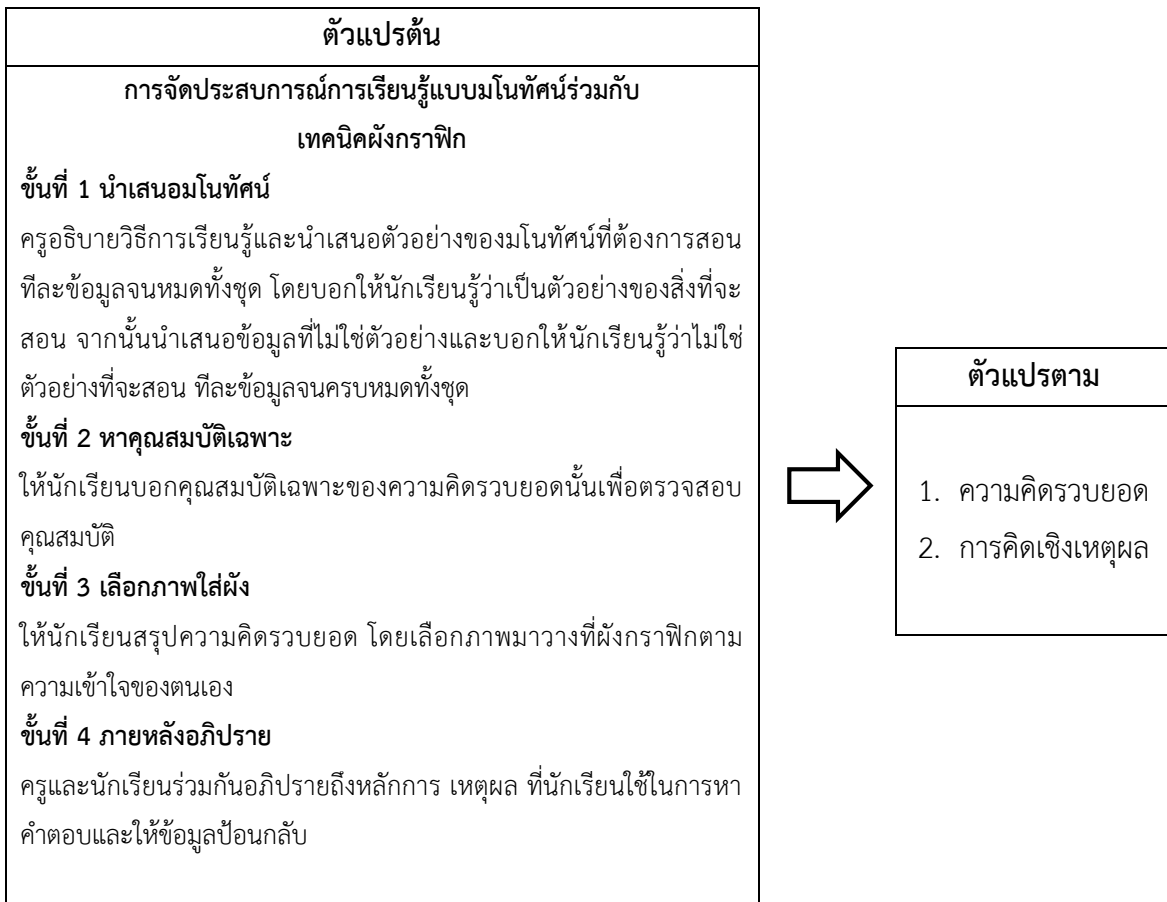 ตัวแปรต้น
การจัดประสบการณ์การเรียนรู้แบบมโนทัศน์ร่วมกับ
เทคนิคผังกราฟิก
ขั้นที่ 1 นำเสนอมโนทัศน์
ครูอธิบายวิธีการเรียนรู้และนำเสนอตัวอย่างของมโนทัศน์ที่ต้องการสอน
ทีละข้อมูลจนหมดทั้งชุด โดยบอกให้นักเรียนรู้ว่าเป็นตัวอย่างของสิ่งที่จะ
สอน จากนั้นนำเสนอข้อมูลที่ไม่ใช่ตัวอย่างและบอกให้นักเรียนรู้ว่าไม่ใช่
ตัวอย่างที่จะสอน ทีละข้อมูลจนครบหมดทั้งชุด
ขั้นที่ 2 หาคุณสมบัติเฉพาะ
ให้นักเรียนบอกคุณสมบัติเฉพาะของความคิดรวบยอดนั้นเพื่อตรวจสอบ
คุณสมบัติ
ขั้นที่ 3 เลือกภาพใส่ผัง
ให้นักเรียนสรุปความคิดรวบยอด โดยเลือกภาพมาวางที่ผังกราฟิกตาม
ความเข้าใจของตนเอง
ขั้นที่ 4 ภายหลังอภิปราย
ครูและนักเรียนร่วมกันอภิปรายถึงหลักการ เหตุผล ที่นักเรียนใช้ในการหา
คำตอบและให้ข้อมูลป้อนกลับ
ตัวแปรตาม
1. ความคิดรวบยอด
2. การคิดเชิงเหตุผล